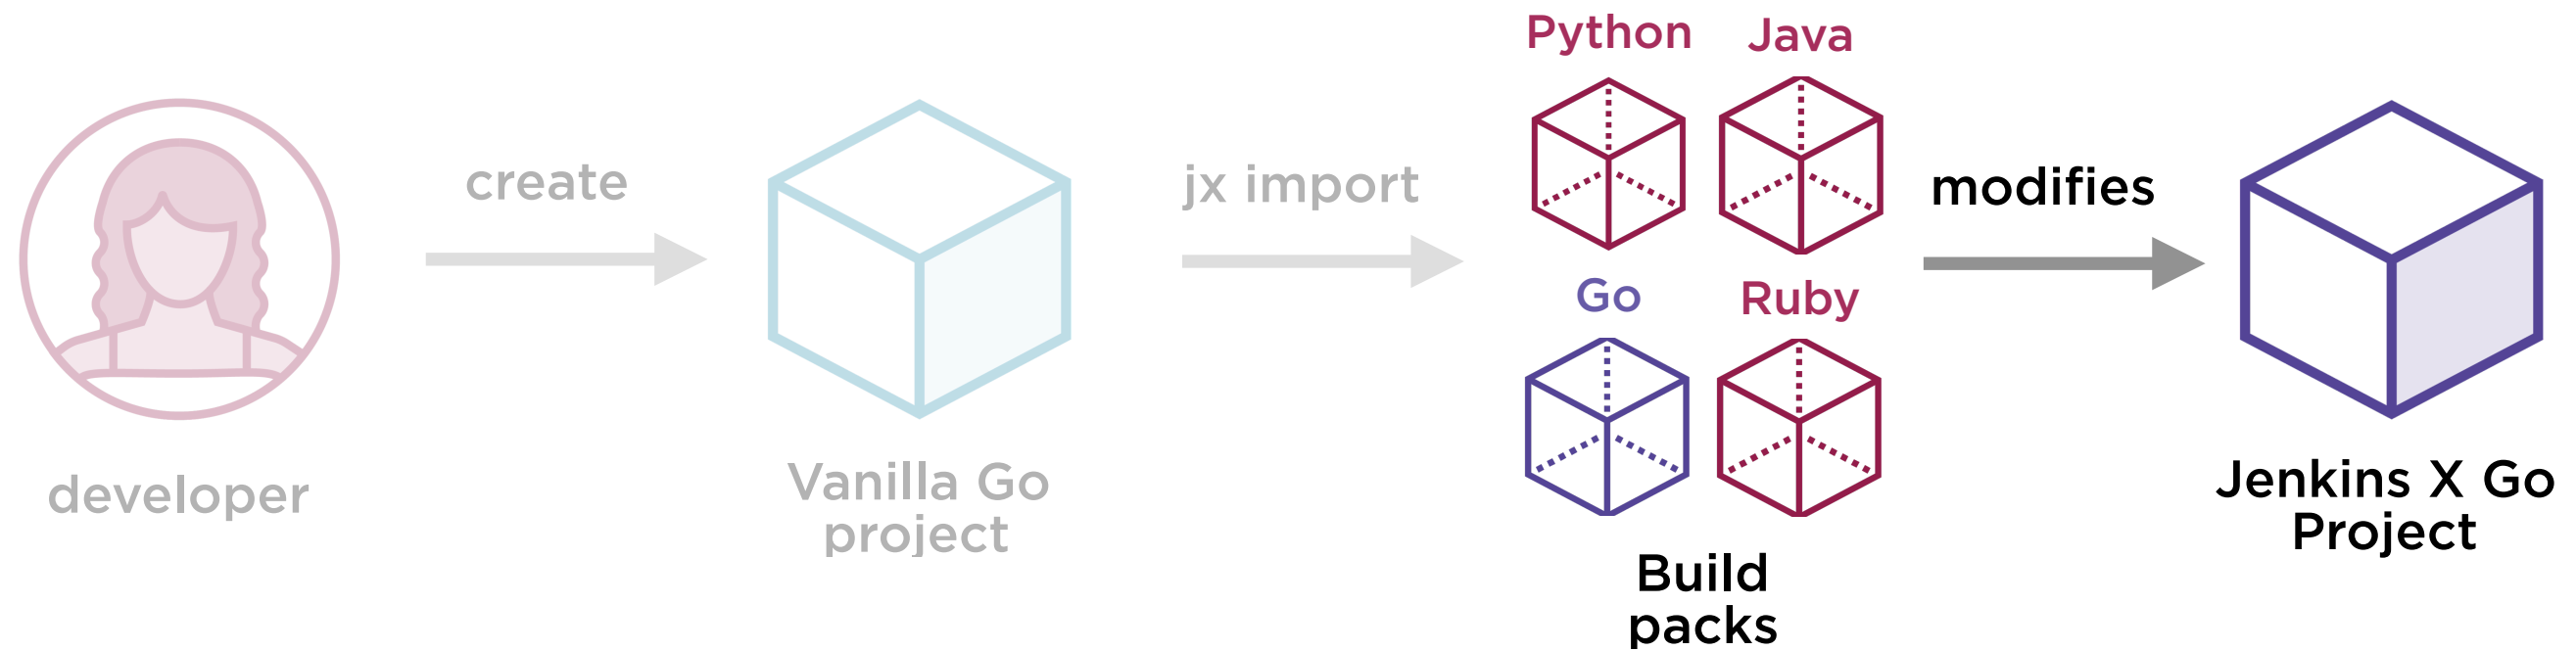 developer
create
Vanilla Go
project
jx import
Python
Java
Go
Ruby
Build
packs
modifies
Jenkins X Go
Project